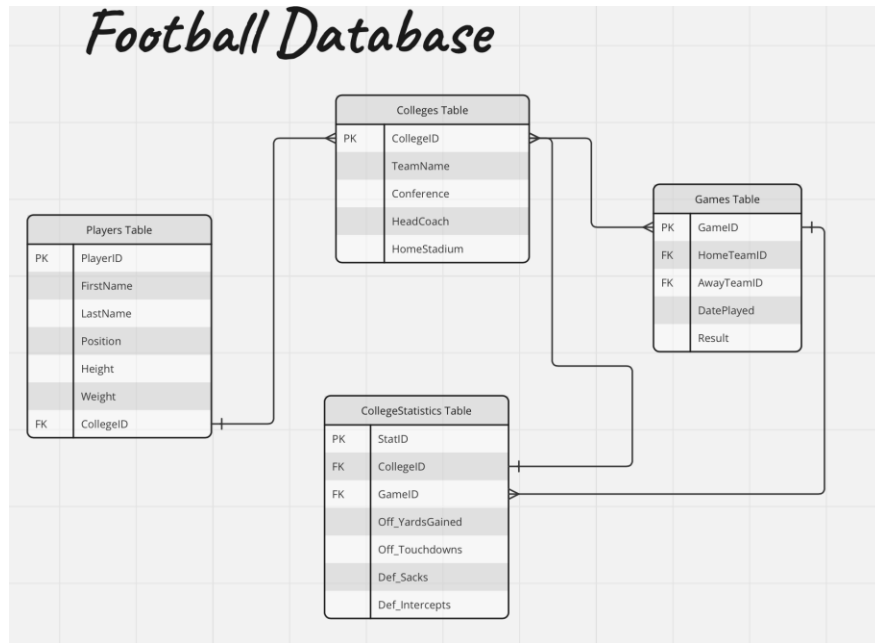 Football Database
Colleges Table
PK CollegeID
TeamName
Conference
HeadCoach
HomeStadium
Games Table
PK GameID
FK HomeTeamID
FK AwayTeamID
DatePlayed
Result
Players Table
PK PlayerID
FirstName
LastName
Position
Height
Weight
FK CollegeID
CollegeStatistics Table
PK StatID
FK CollegeID
FK GameID
Off_YardsGained
Off_Touchdowns
Def_Sacks
Def_Intercepts